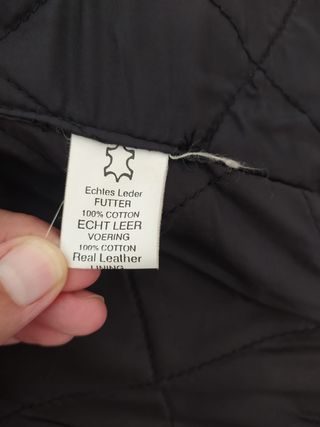 Echtes Leder
FUTTER
100% COTTON
ECHT LEER
VOERING
100% COTTON
Real Leather
LINING